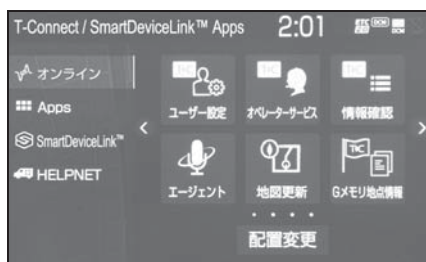 T-Connect / SmartDeviceLink™ Apps 2:01
オンライン
Apps
SmartDeviceLink™
HELPNET
ユーザー設定 オペレーターサービス 情報確認
エージェント 地図更新 Gメモリ地点情報
配置変更